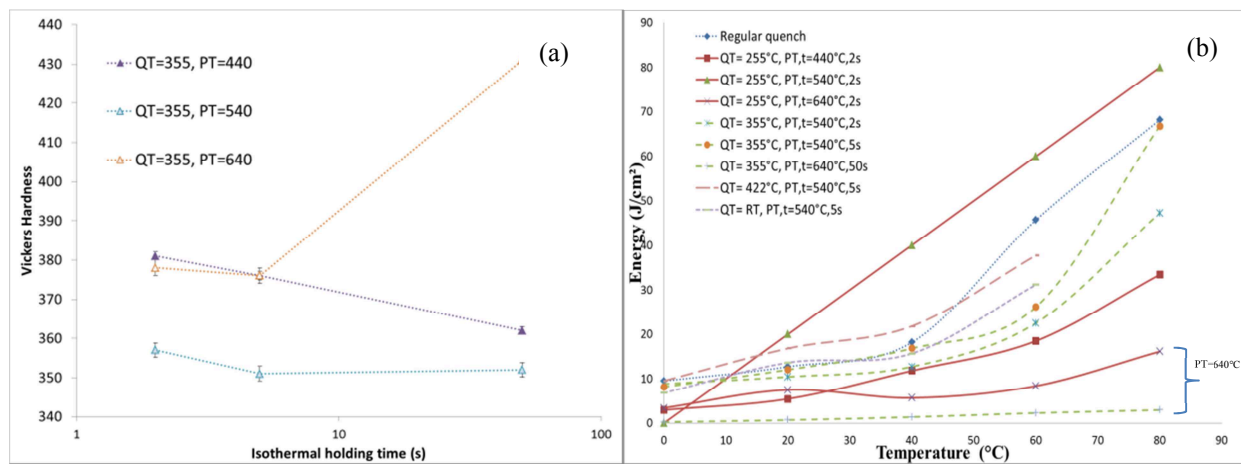 440
430
420
410
400
390
380
370
360
350
340
Vickers Hardness
QT=355, PT=440
QT=355, PT=540
QT=355, PT=640
(a)
1
10
100
Isothermal holding time (s)
90
80
70
60
50
40
30
20
10
0
Energy (J/cm²)
Regular quench
QT= 255°C, PT,t=440°C,2s
QT= 255°C, PT,t=540°C,2s
QT= 255°C, PT,t=640°C,2s
QT= 355°C, PT,t=540°C,2s
QT= 355°C, PT,t=540°C,5s
QT= 355°C, PT,t=640°C,50s
QT= 422°C, PT,t=540°C,5s
QT= RT, PT,t=540°C,5s
(b)
PT=640℃
0
10
20
30
40
50
60
70
80
90
Temperature (°C)